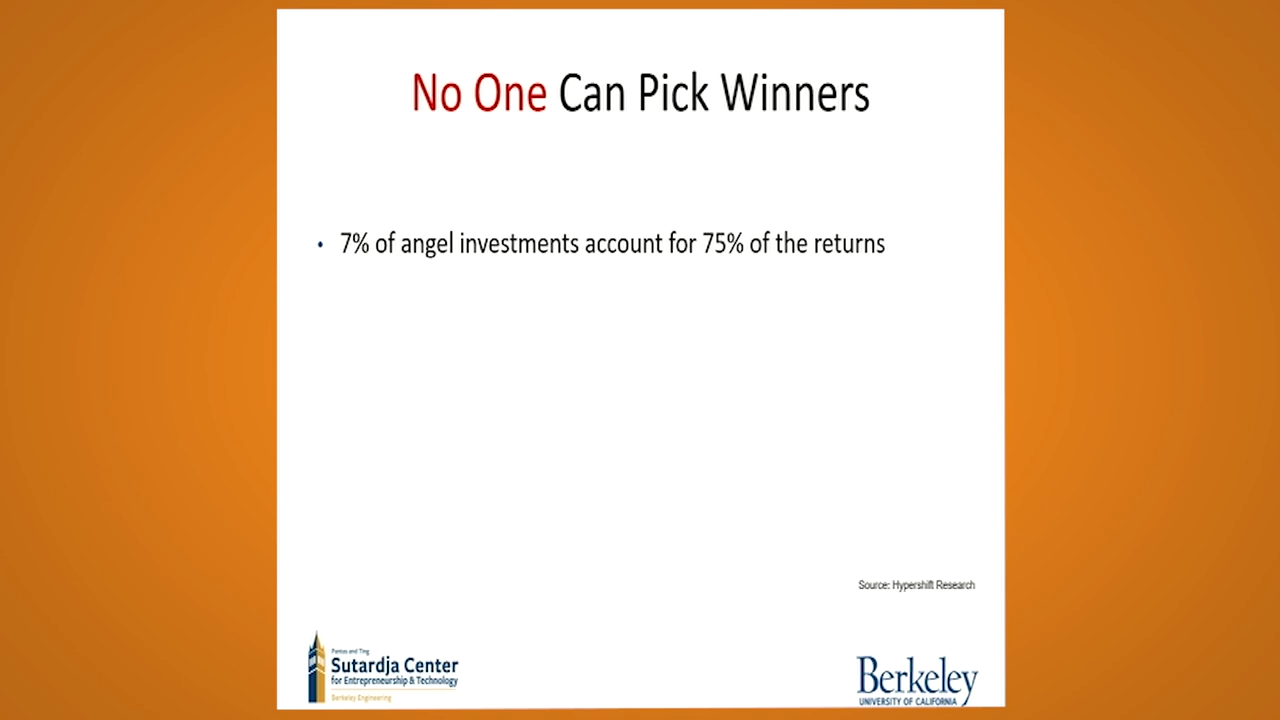 No One Can Pick Winners
• 7% of angel investments account for 75% of the returns
Source: Hypershift Research
Pantas and Ting
Sutardja Center
for Entrepreneurship & Technology
Berkeley Engineering
Berkeley
UNIVERSITY OF CALIFORNIA